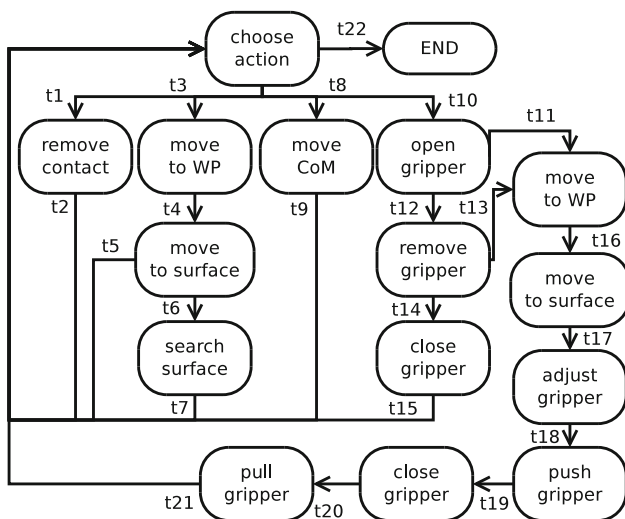 t22
choose
action
END
t1
t3
t8
t10
t11
remove
contact
move
to WP
move
CoM
open
gripper
move
to WP
t2
t4
t9
t12
t13
t5
move
to surface
remove
gripper
t16
move
to surface
t6
t14
t17
search
surface
close
gripper
adjust
gripper
t7
t15
t18
pull
gripper
close
gripper
push
gripper
t21
t20
t19